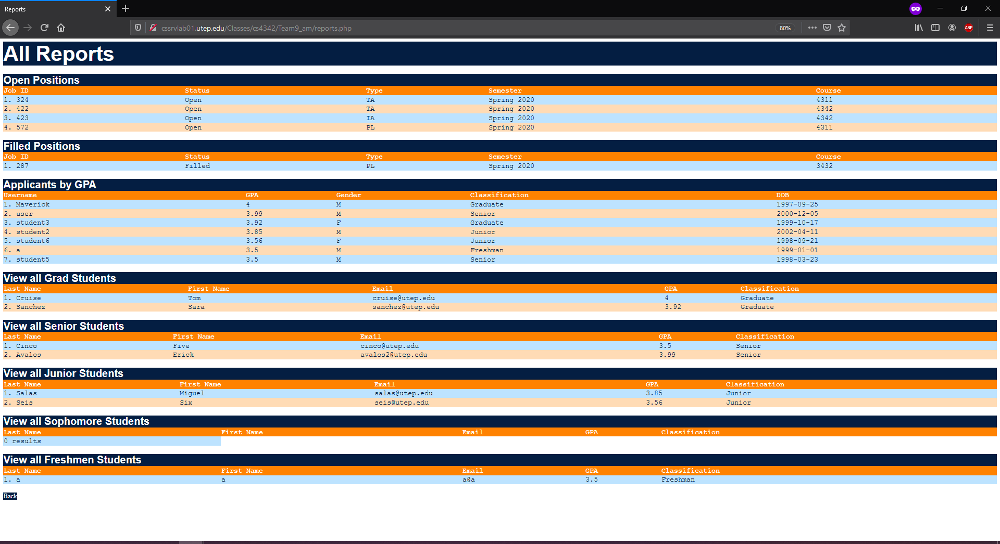 Reports
cssrvlab01.utep.edu/Classes/cs4342/Team9_am/reports.php 80% ABP
All Reports
Open Positions
Job ID Status Type Semester Course
1. 324 Open TA Spring 2020 4311
2. 422 Open TA Spring 2020 4342
3. 423 Open IA Spring 2020 4342
4. 572 Open PL Spring 2020 4311
Filled Positions
Job ID Status Type Semester Course
1. 287 Filled PL Spring 2020 3432
Applicants by GPA
Username GPA Gender Classification DOB
1. Maverick 4 M Graduate 1997-09-25
2. user 3.99 M Senior 2000-12-05
3. student3 3.92 F Graduate 1999-10-17
4. student2 3.85 M Junior 2002-04-11
5. student6 3.56 F Junior 1998-09-21
6. a 3.5 M Freshman 1999-01-01
7. student5 3.5 M Senior 1998-03-23
View all Grad Students
Last Name First Name Email GPA Classification
1. Cruise Tom cruise@utep.edu 4 Graduate
2. Sanchez Sara sanchez@utep.edu 3.92 Graduate
View all Senior Students
Last Name First Name Email GPA Classification
1. Cinco Five cinco@utep.edu 3.5 Senior
2. Avalos Erick avalos2@utep.edu 3.99 Senior
View all Junior Students
Last Name First Name Email GPA Classification
1. Salas Miguel salas@utep.edu 3.85 Junior
2. Seis Six seis@utep.edu 3.56 Junior
View all Sophomore Students
Last Name First Name Email GPA Classification
0 results
View all Freshmen Students
Last Name First Name Email GPA Classification
1. a a a@a 3.5 Freshman
Back